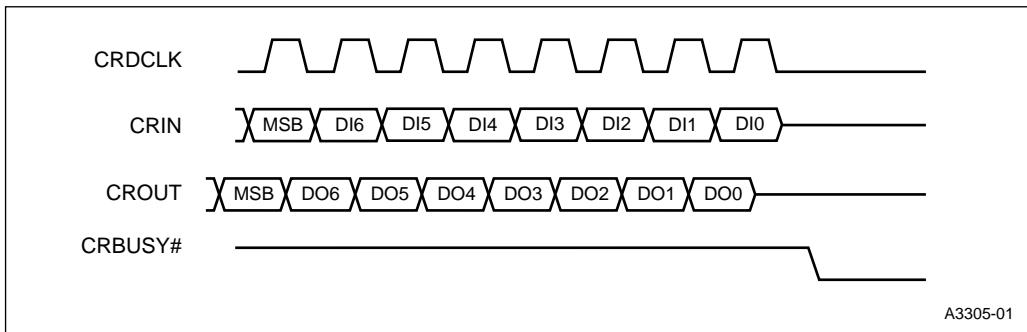 CRDCLK
CRIN MSB DI6 DI5 DI4 DI3 DI2 DI1 DI0
CROUT MSB DO6 DO5 DO4 DO3 DO2 DO1 DO0
CRBUSY#
A3305-01